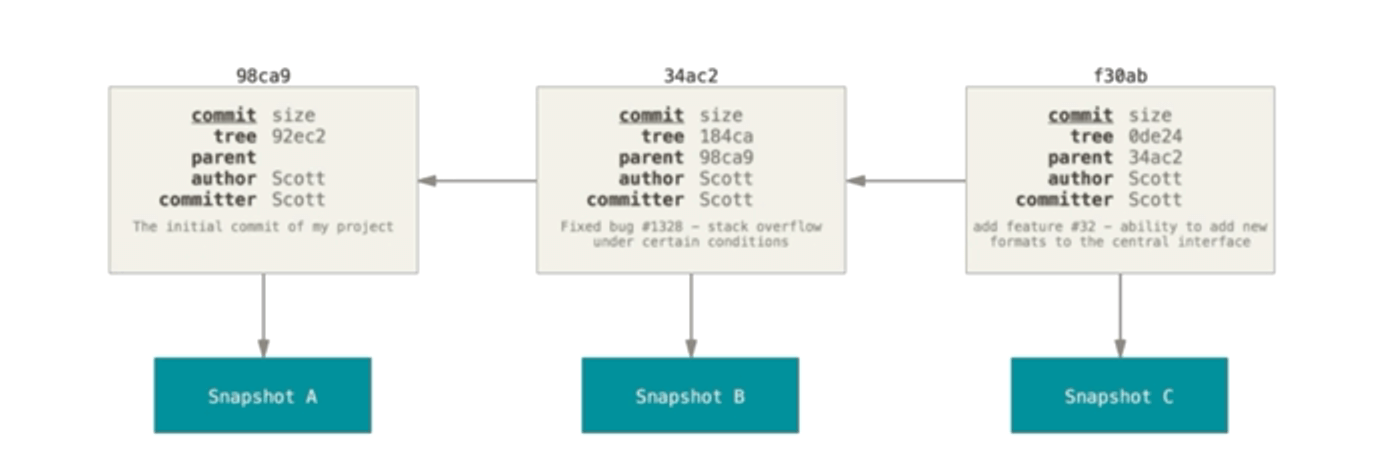 98ca9
commit size
tree 92ec2
parent
author Scott
committer Scott
The initial commit of my project
Snapshot A
34ac2
commit size
tree 184ca
parent 98ca9
author Scott
committer Scott
Fixed bug #1328 – stack overflow
under certain conditions
Snapshot B
f30ab
commit size
tree 0de24
parent 34ac2
author Scott
committer Scott
add feature #32 – ability to add new
formats to the central interface
Snapshot C